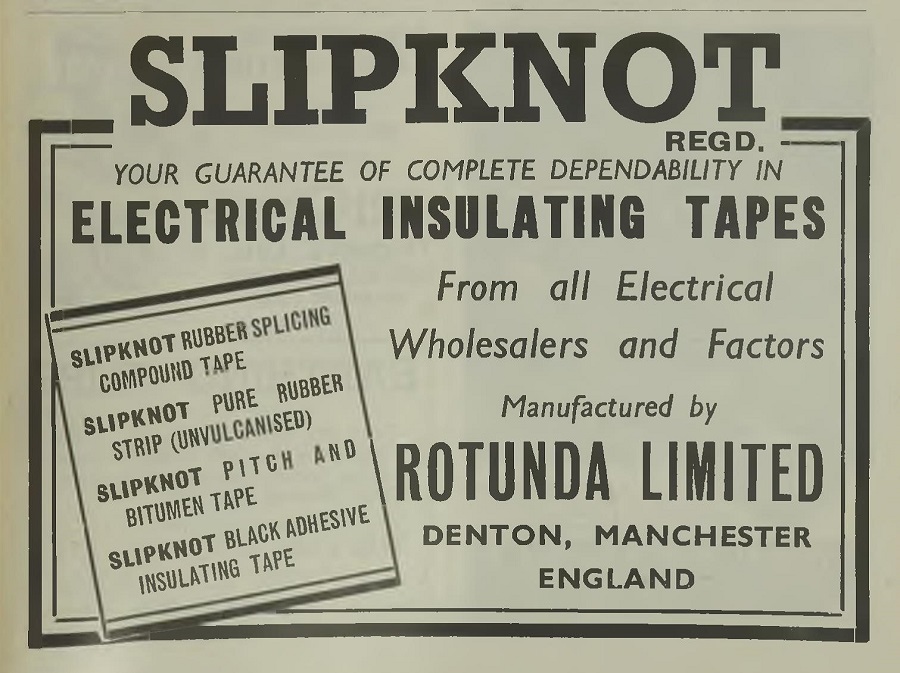 SLIPKNOT
REGD.
YOUR GUARANTEE OF COMPLETE DEPENDABILITY IN
ELECTRICAL INSULATING TAPES
SLIPKNOT RUBBER SPLICING
COMPOUND TAPE
SLIPKNOT PURE RUBBER
STRIP (UNVULCANISED)
SLIPKNOT PITCH AND
BITUMEN TAPE
SLIPKNOT BLACK ADHESIVE
INSULATING TAPE
From all Electrical
Wholesalers and Factors
Manufactured by
ROTUNDA LIMITED
DENTON, MANCHESTER
ENGLAND